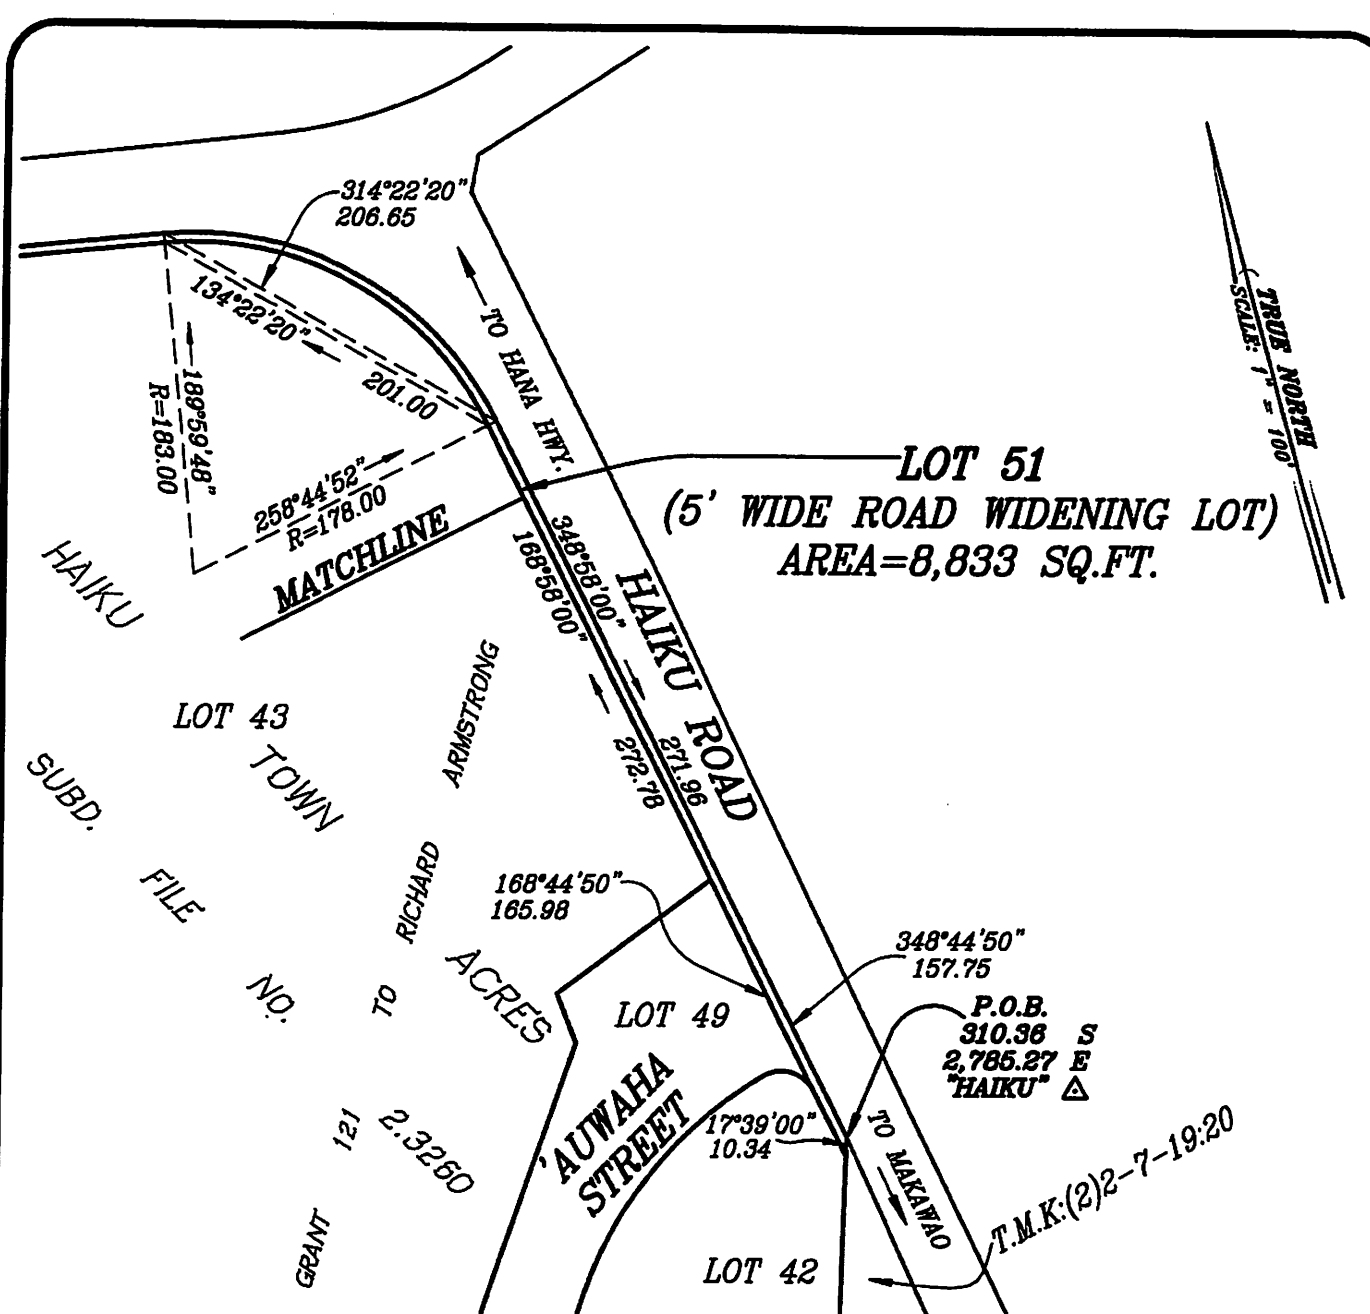 314°22'20"
206.65
134°22'20"
201.00
189°59'48"
R=183.00
258°44'52"
R=178.00
MATCHLINE
TO HANA HWY.
TRUE NORTH
SCALE: 1" = 100'
LOT 51
(5' WIDE ROAD WIDENING LOT)
AREA=8,833 SQ.FT.
348°58'00"
168°58'00"
271.96
272.78
HAIKU ROAD
HAIKU
TOWN
ACRES
LOT 43
SUBD.
FILE
NO.
2.3260
GRANT 121 TO RICHARD ARMSTRONG
168°44'50"
165.98
348°44'50"
157.75
LOT 49
P.O.B.
310.36 S
2,785.27 E
"HAIKU"
'AUWAHA
STREET
17°39'00"
10.34
TO MAKAWAO
T.M.K:(2)2-7-19:20
LOT 42